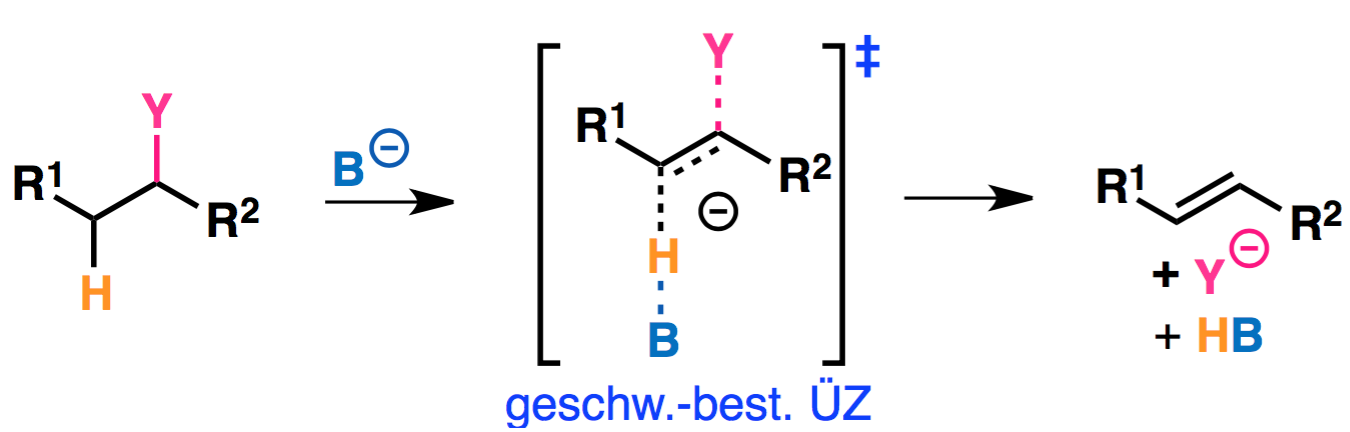 R¹ Y R² H
B⊖
[ R¹ Y R² ⊖ H B ]‡
geschw.-best. ÜZ
R¹ R²
+ Y⊖
+ HB